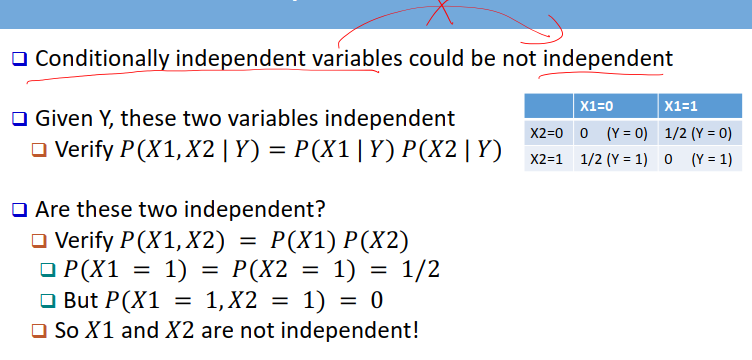 Conditionally independent variables could be not independent
Given Y, these two variables independent
Verify P(X1, X2 | Y) = P(X1 | Y) P(X2 | Y)
X1=0 X1=1
X2=0 0 (Y = 0) 1/2 (Y = 0)
X2=1 1/2 (Y = 1) 0 (Y = 1)
Are these two independent?
Verify P(X1, X2) = P(X1) P(X2)
P(X1 = 1) = P(X2 = 1) = 1/2
But P(X1 = 1, X2 = 1) = 0
So X1 and X2 are not independent!